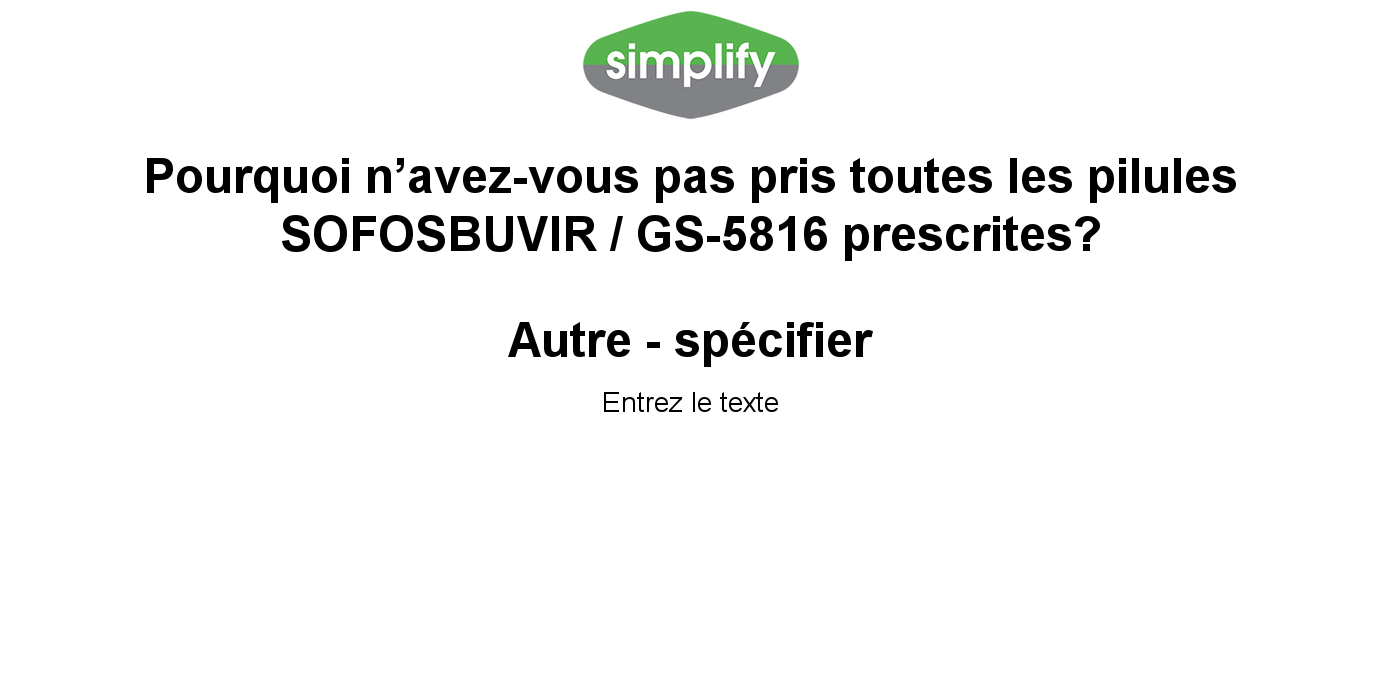 simplify
Pourquoi n’avez-vous pas pris toutes les pilules
SOFOSBUVIR / GS-5816 prescrites?
Autre - spécifier
Entrez le texte